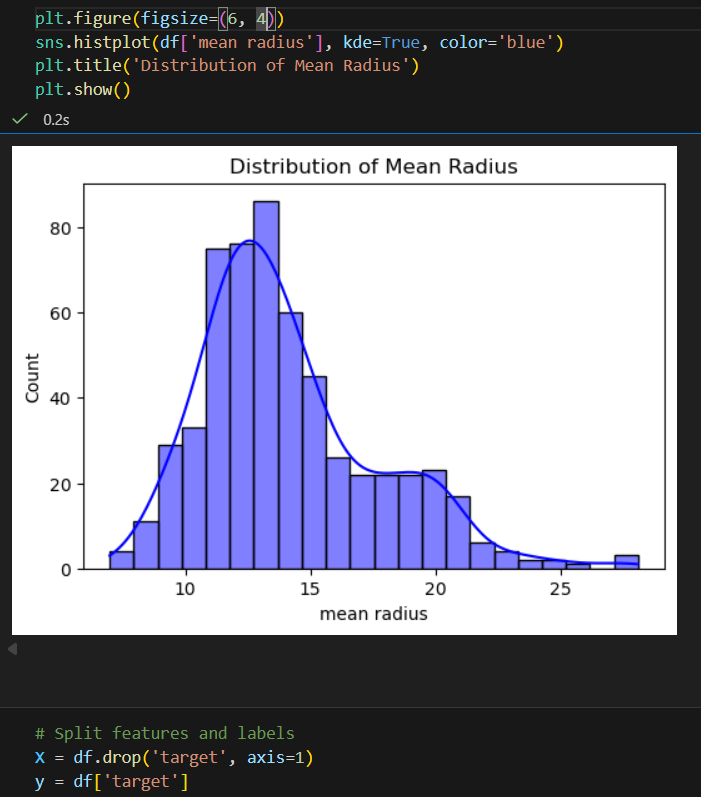 plt.figure(figsize=(6, 4))
sns.histplot(df['mean radius'], kde=True, color='blue')
plt.title('Distribution of Mean Radius')
plt.show()
0.2s
Distribution of Mean Radius
80
60
40
20
0
Count
10 15 20 25
mean radius
# Split features and labels
X = df.drop('target', axis=1)
y = df['target']